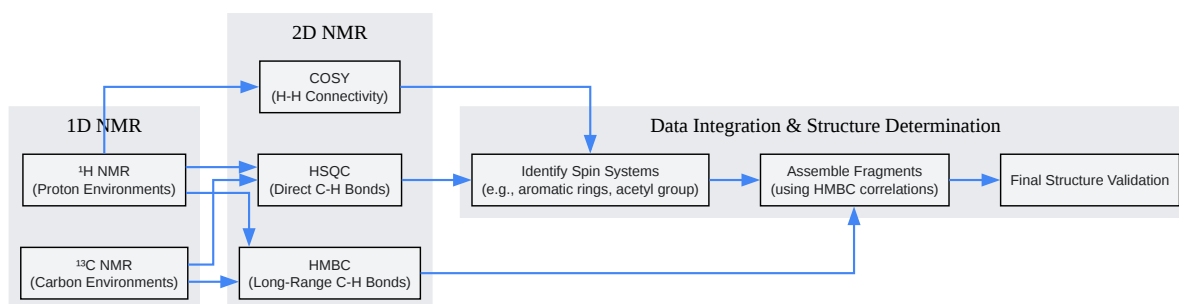 2D NMR
COSY
(H-H Connectivity)
1D NMR
Data Integration & Structure Determination
¹H NMR
(Proton Environments)
HSQC
(Direct C-H Bonds)
Identify Spin Systems
(e.g., aromatic rings, acetyl group)
Assemble Fragments
(using HMBC correlations)
Final Structure Validation
¹³C NMR
(Carbon Environments)
HMBC
(Long-Range C-H Bonds)